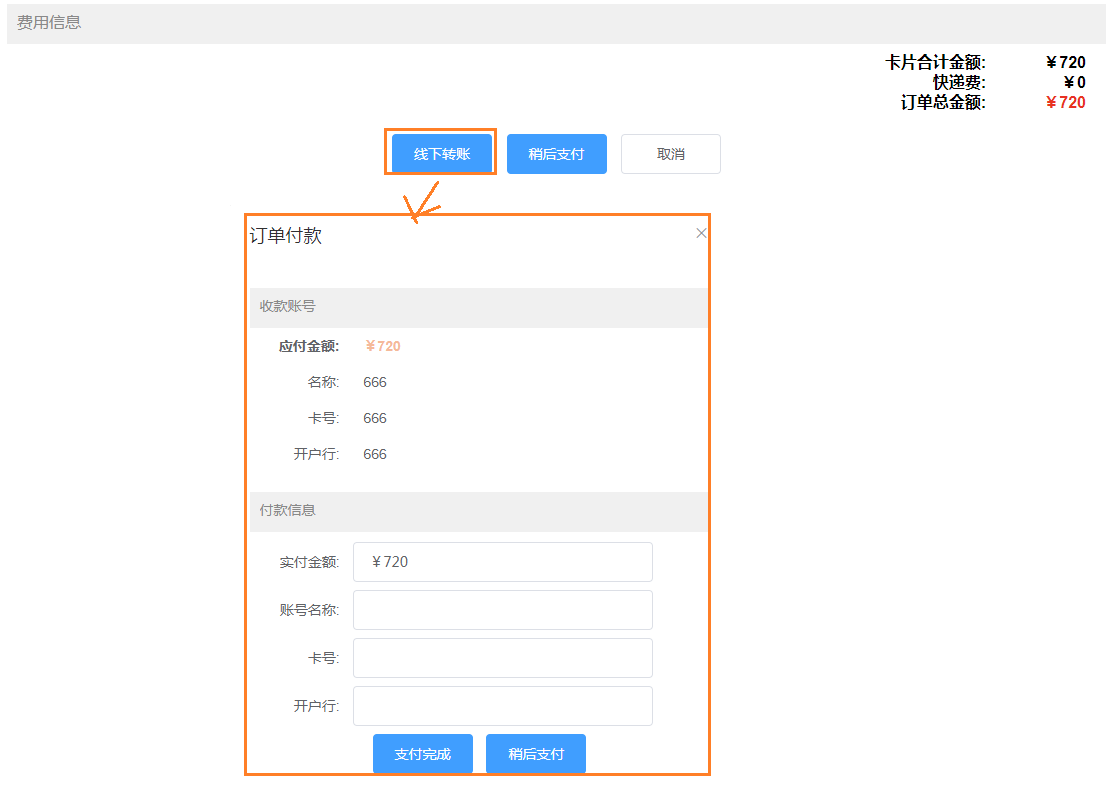 费用信息
卡片合计金额: ￥720
快递费: ￥0
订单总金额: ￥720
线下转账 稍后支付 取消
订单付款
收款账号
应付金额: ￥720
名称: 666
卡号: 666
开户行: 666
付款信息
实付金额: ￥720
账号名称:
卡号:
开户行:
支付完成 稍后支付